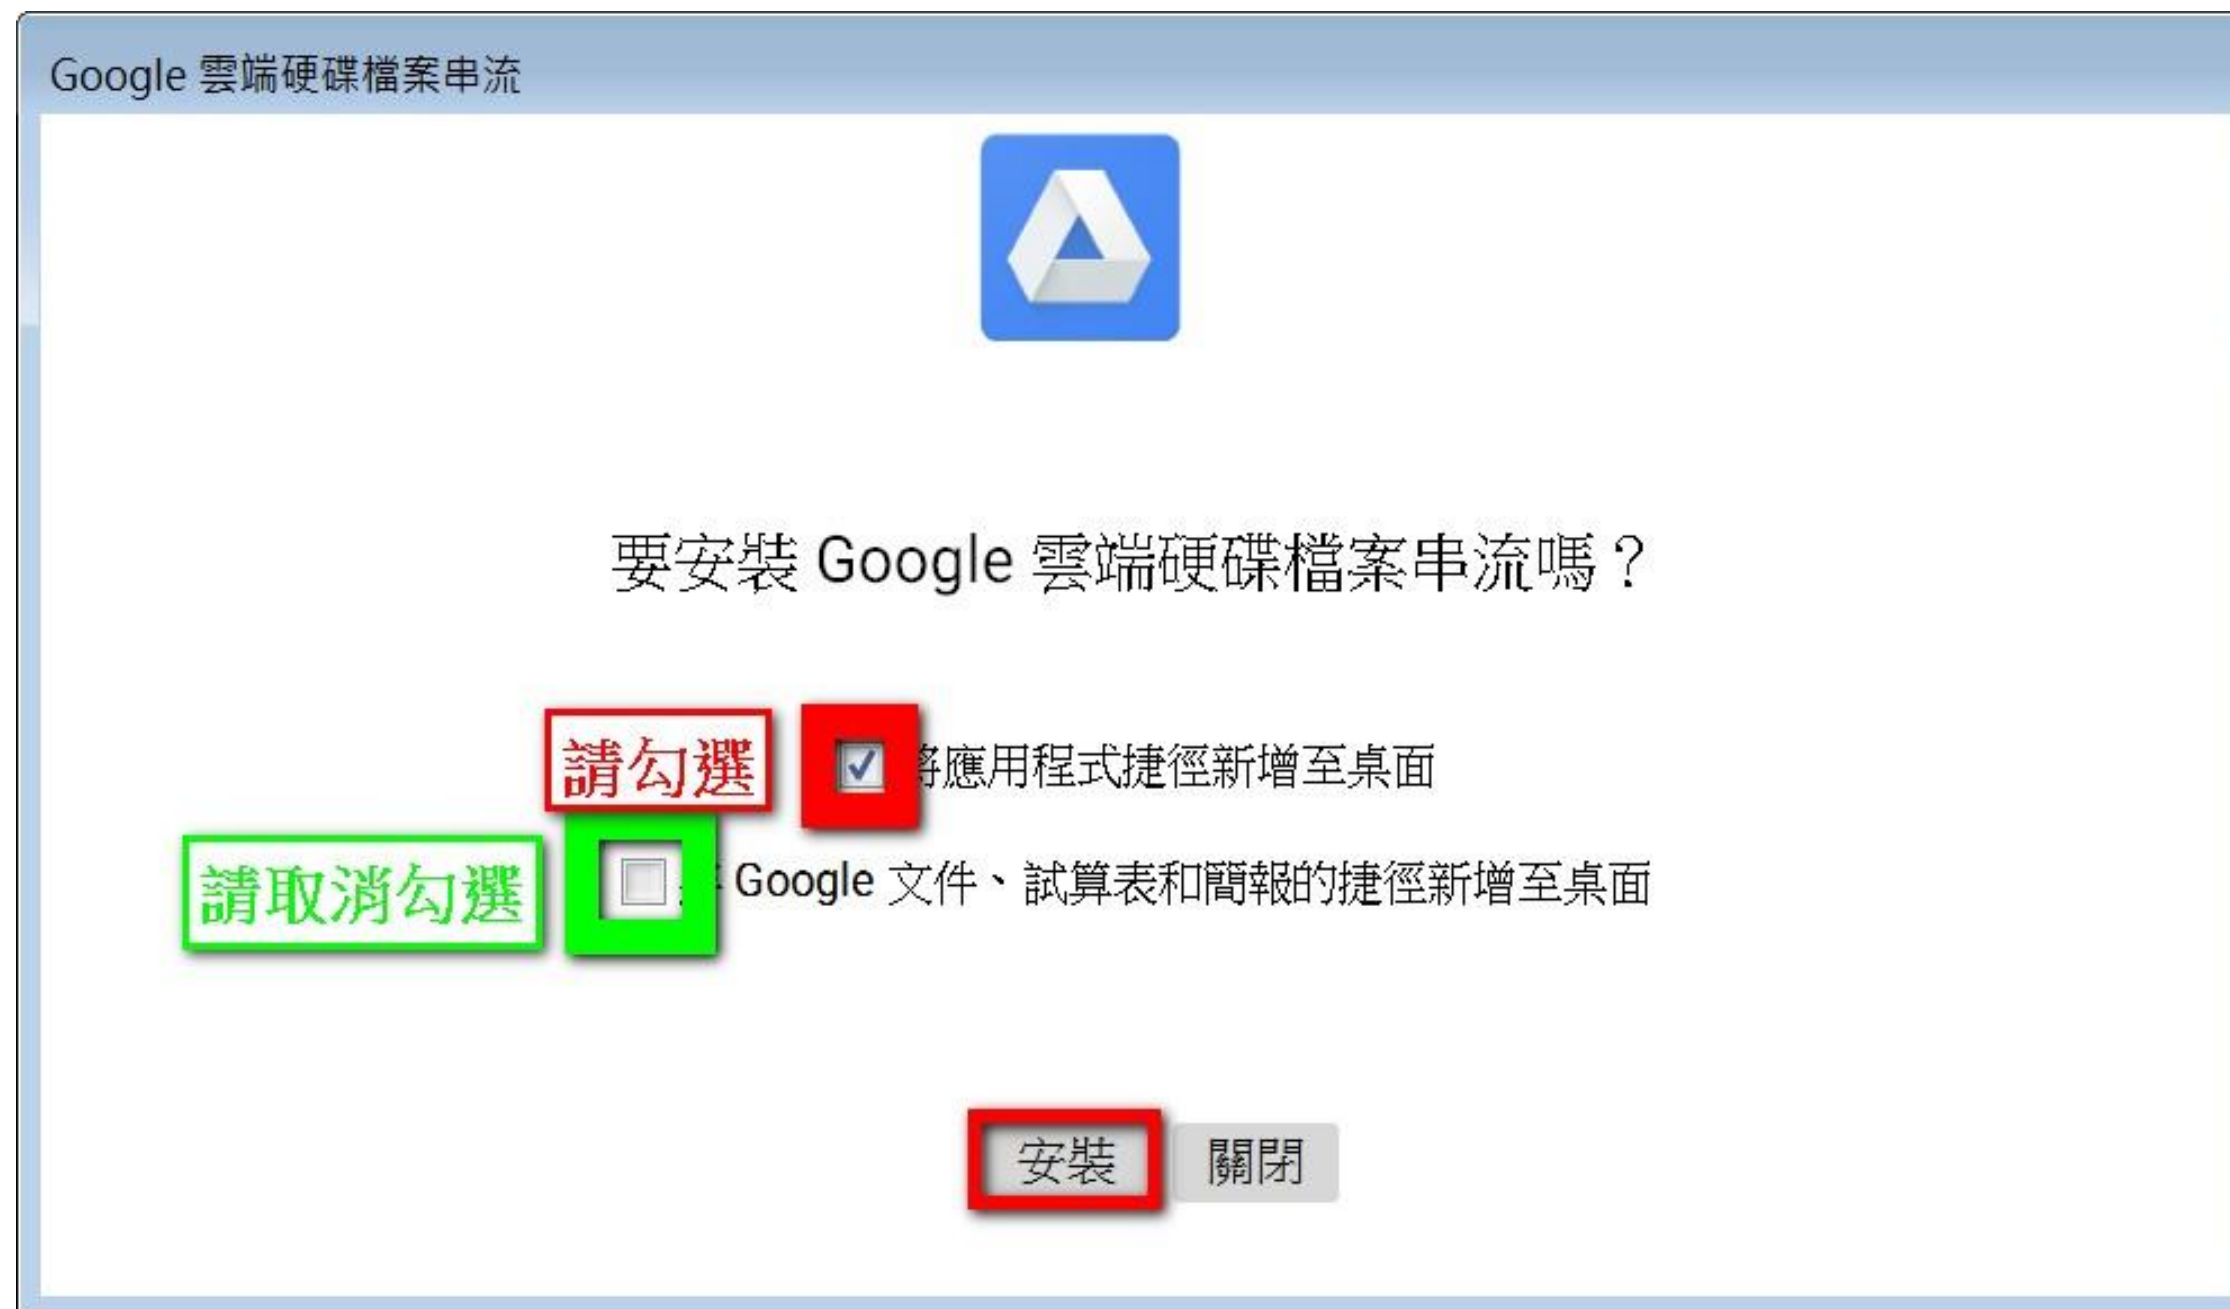 Google 雲端硬碟檔案串流
要安裝 Google 雲端硬碟檔案串流嗎？
請勾選 將應用程式捷徑新增至桌面
請取消勾選 Google 文件、試算表和簡報的捷徑新增至桌面
安裝 關閉